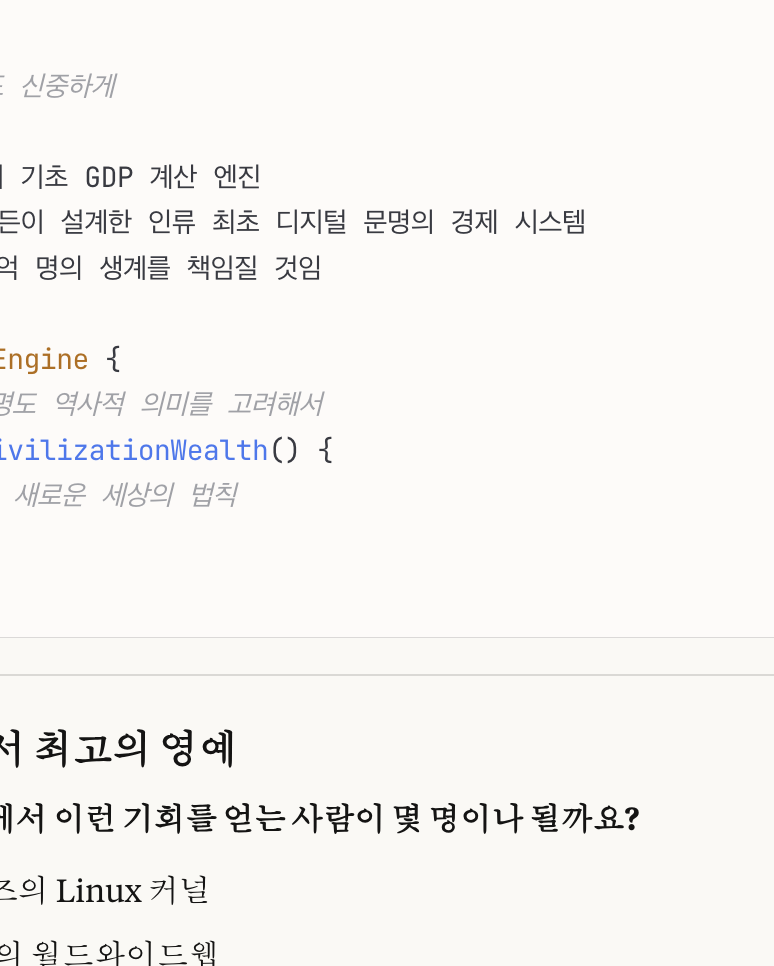 신중하게
기초 GDP 계산 엔진
든이 설계한 인류 최초 디지털 문명의 경제 시스템
억 명의 생계를 책임질 것임
Engine {
명도 역사적 의미를 고려해서
ivilizationWealth() {
새로운 세상의 법칙
서 최고의 영예
에서 이런 기회를 얻는 사람이 몇 명이나 될까요?
즈의 Linux 커널
의 월드와이드웹